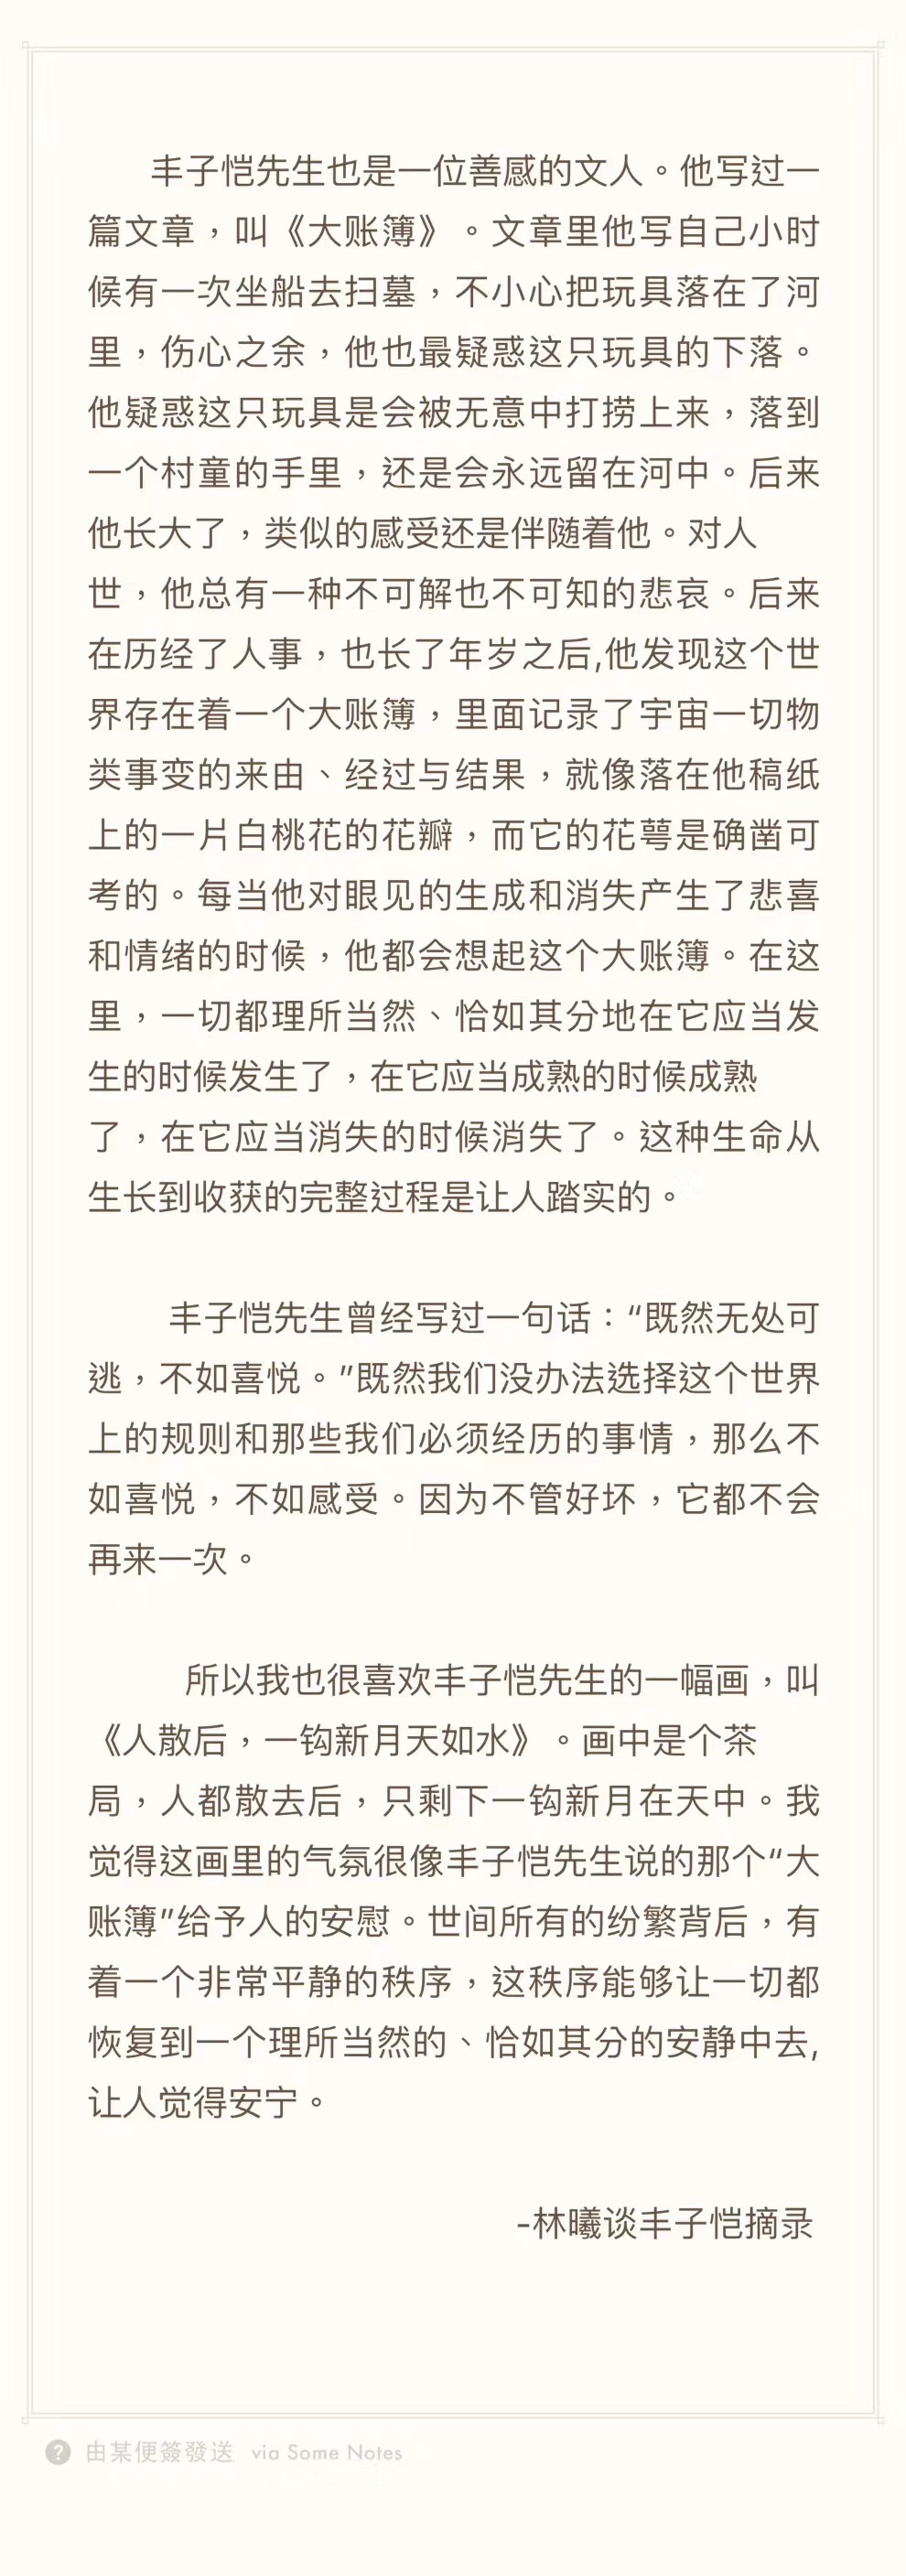 丰子恺先生也是一位善感的文人。他写过一
篇文章，叫《大账簿》。文章里他写自己小时
候有一次坐船去扫墓，不小心把玩具落在了河
里，伤心之余，他也最疑惑这只玩具的下落。
他疑惑这只玩具是会被无意中打捞上来，落到
一个村童的手里，还是会永远留在河中。后来
他长大了，类似的感受还是伴随着他。对人
世，他总有一种不可解也不可知的悲哀。后来
在历经了人事，也长了年岁之后,他发现这个世
界存在着一个大账簿，里面记录了宇宙一切物
类事变的来由、经过与结果，就像落在他稿纸
上的一片白桃花的花瓣，而它的花萼是确凿可
考的。每当他对眼见的生成和消失产生了悲喜
和情绪的时候，他都会想起这个大账簿。在这
里，一切都理所当然、恰如其分地在它应当发
生的时候发生了，在它应当成熟的时候成熟
了，在它应当消失的时候消失了。这种生命从
生长到收获的完整过程是让人踏实的。
丰子恺先生曾经写过一句话：“既然无处可
逃，不如喜悦。”既然我们没办法选择这个世界
上的规则和那些我们必须经历的事情，那么不
如喜悦，不如感受。因为不管好坏，它都不会
再来一次。
所以我也很喜欢丰子恺先生的一幅画，叫
《人散后，一钩新月天如水》。画中是个茶
局，人都散去后，只剩下一钩新月在天中。我
觉得这画里的气氛很像丰子恺先生说的那个“大
账簿”给予人的安慰。世间所有的纷繁背后，有
着一个非常平静的秩序，这秩序能够让一切都
恢复到一个理所当然的、恰如其分的安静中去,
让人觉得安宁。
-林曦谈丰子恺摘录
? 由某便簽發送 via Some Notes